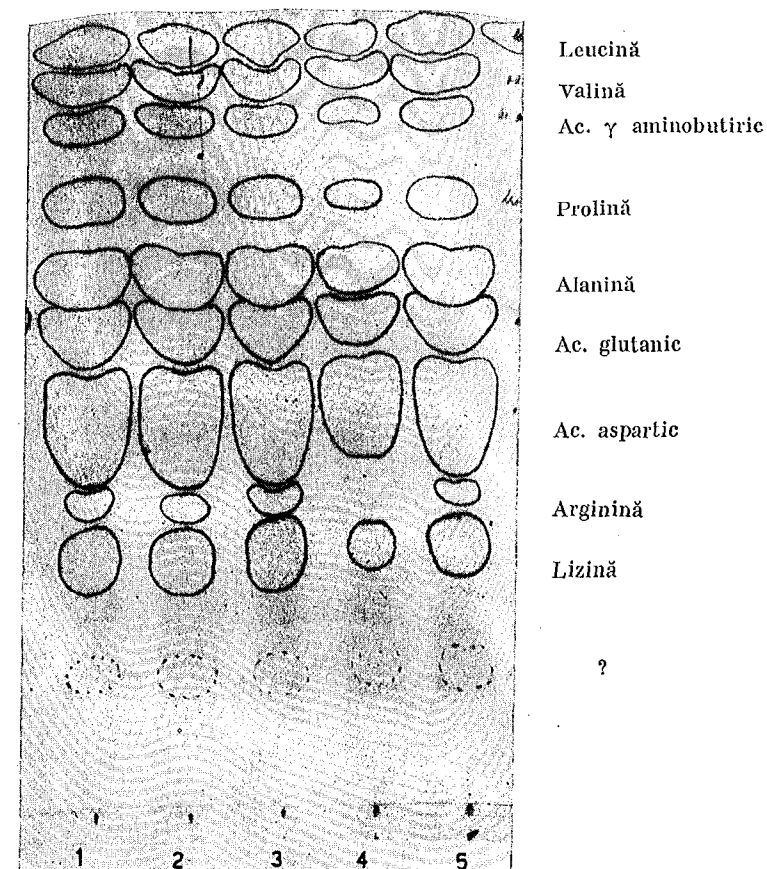 Leucină
Valină
Ac. γ aminobutiric
Prolină
Alanină
Ac. glutanic
Ac. aspartic
Arginină
Lizină
?
1 2 3 4 5